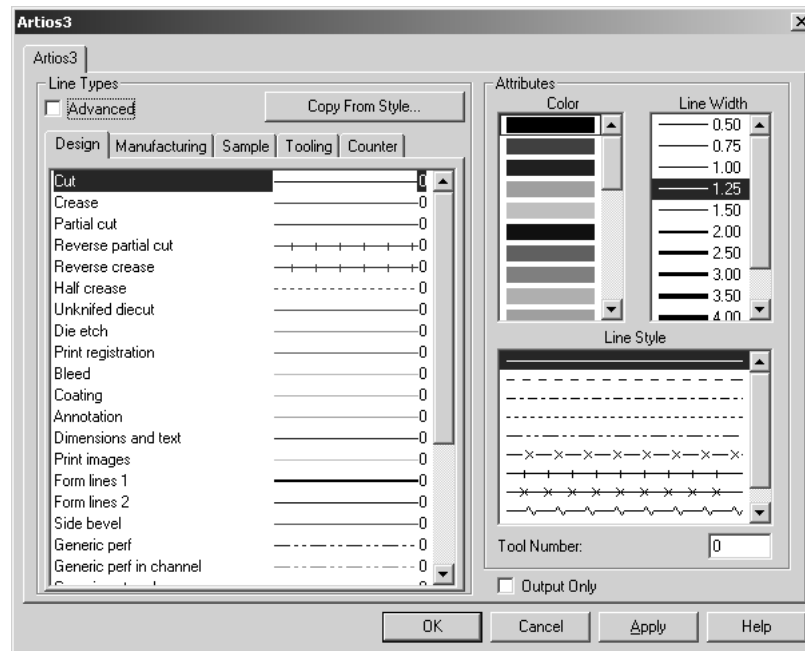 Artios3
Artios3
Line Types
Advanced
Copy From Style...
Design
Manufacturing
Sample
Tooling
Counter
Cut 0
Crease 0
Partial cut 0
Reverse partial cut 0
Reverse crease 0
Half crease 0
Unknifed diecut 0
Die etch 0
Print registration 0
Bleed 0
Coating 0
Annotation 0
Dimensions and text 0
Print images 0
Form lines 1 0
Form lines 2 0
Side bevel 0
Generic perf 0
Generic perf in channel 0
Attributes
Color
Line Width
0.50
0.75
1.00
1.25
1.50
2.00
2.50
3.00
3.50
4.00
Line Style
Tool Number: 0
Output Only
OK
Cancel
Apply
Help